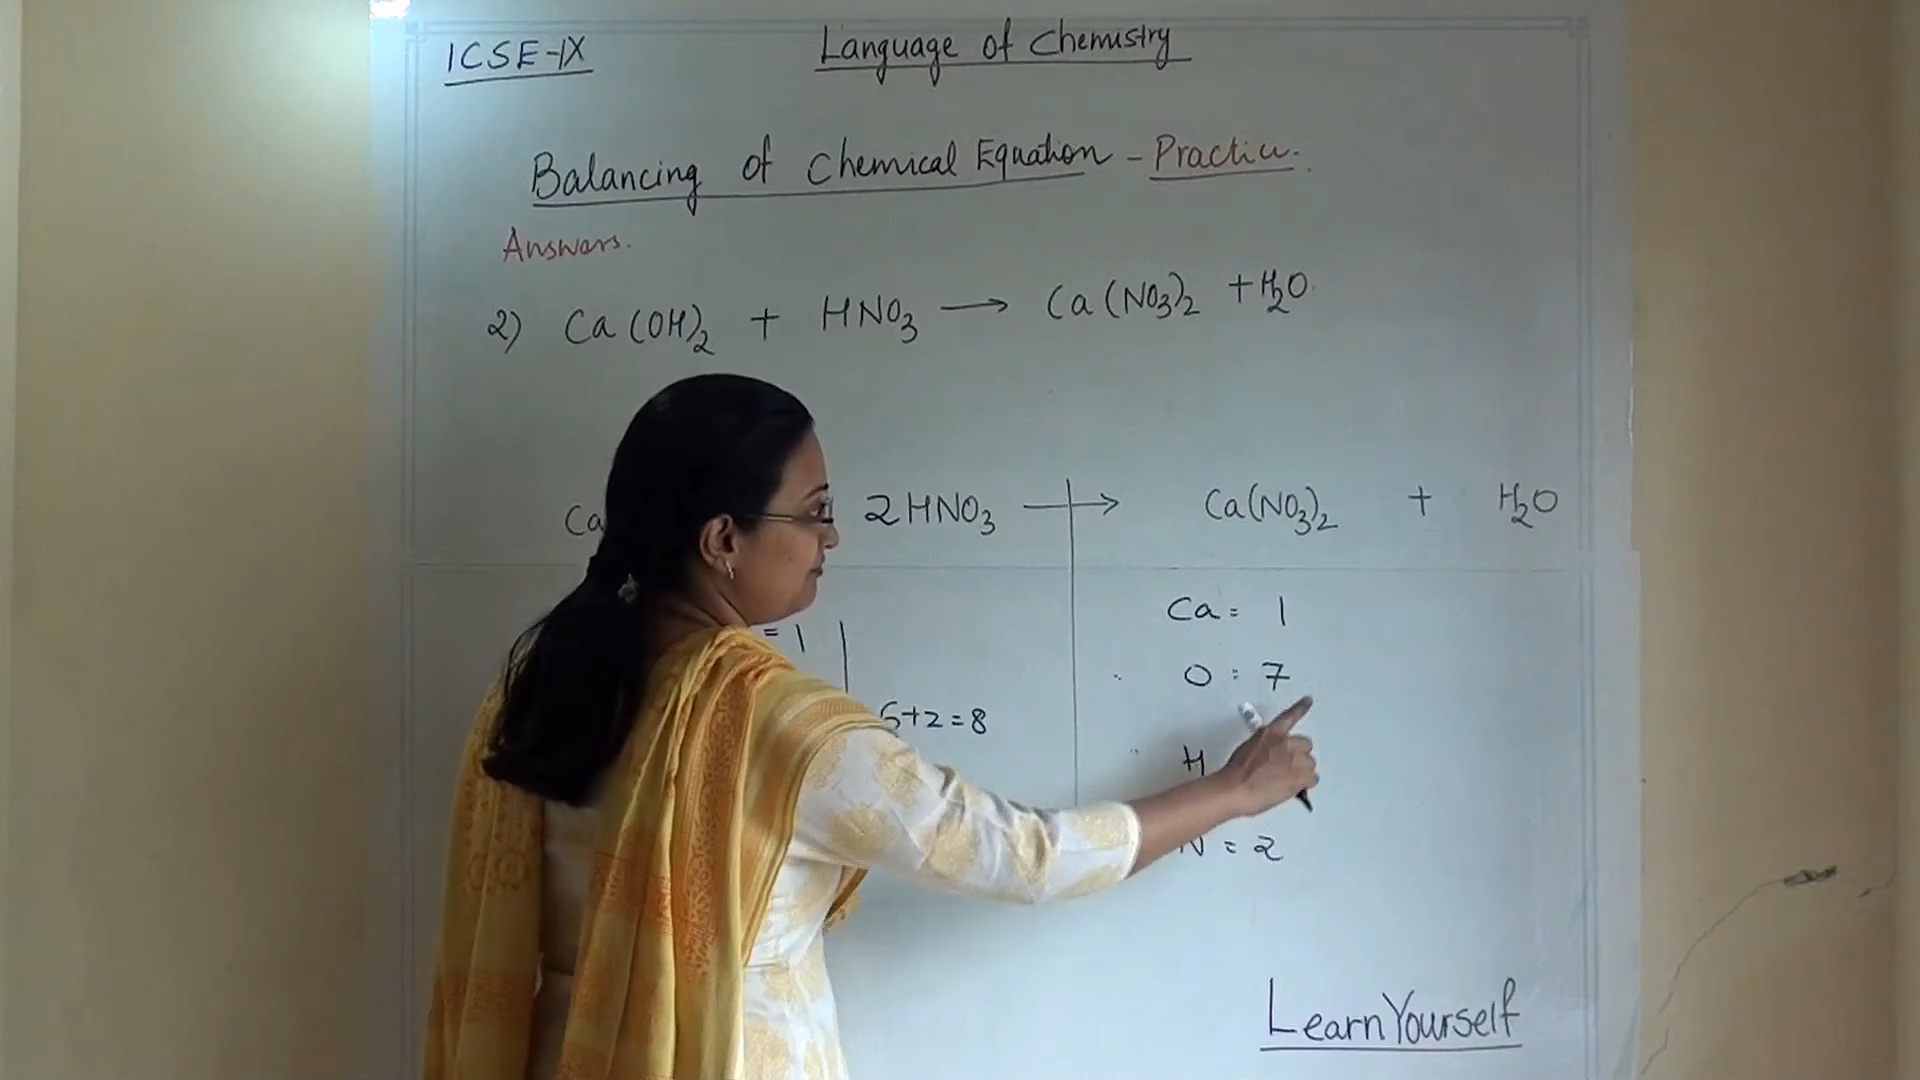 ICSE-IX
Language of Chemistry
Balancing of Chemical Equation - Practice.
Answers.
2) Ca(OH)₂ + HNO₃ → Ca(NO₃)₂ + H₂O
Ca 2HNO₃ → Ca(NO₃)₂ + H₂O
= 1
Ca = 1
O = 7
6+2=8
H
N = 2
LearnYourself